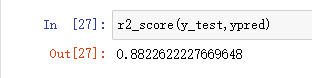 In [27]: r2_score(y_test,ypred)
Out[27]: 0.8822622227669648